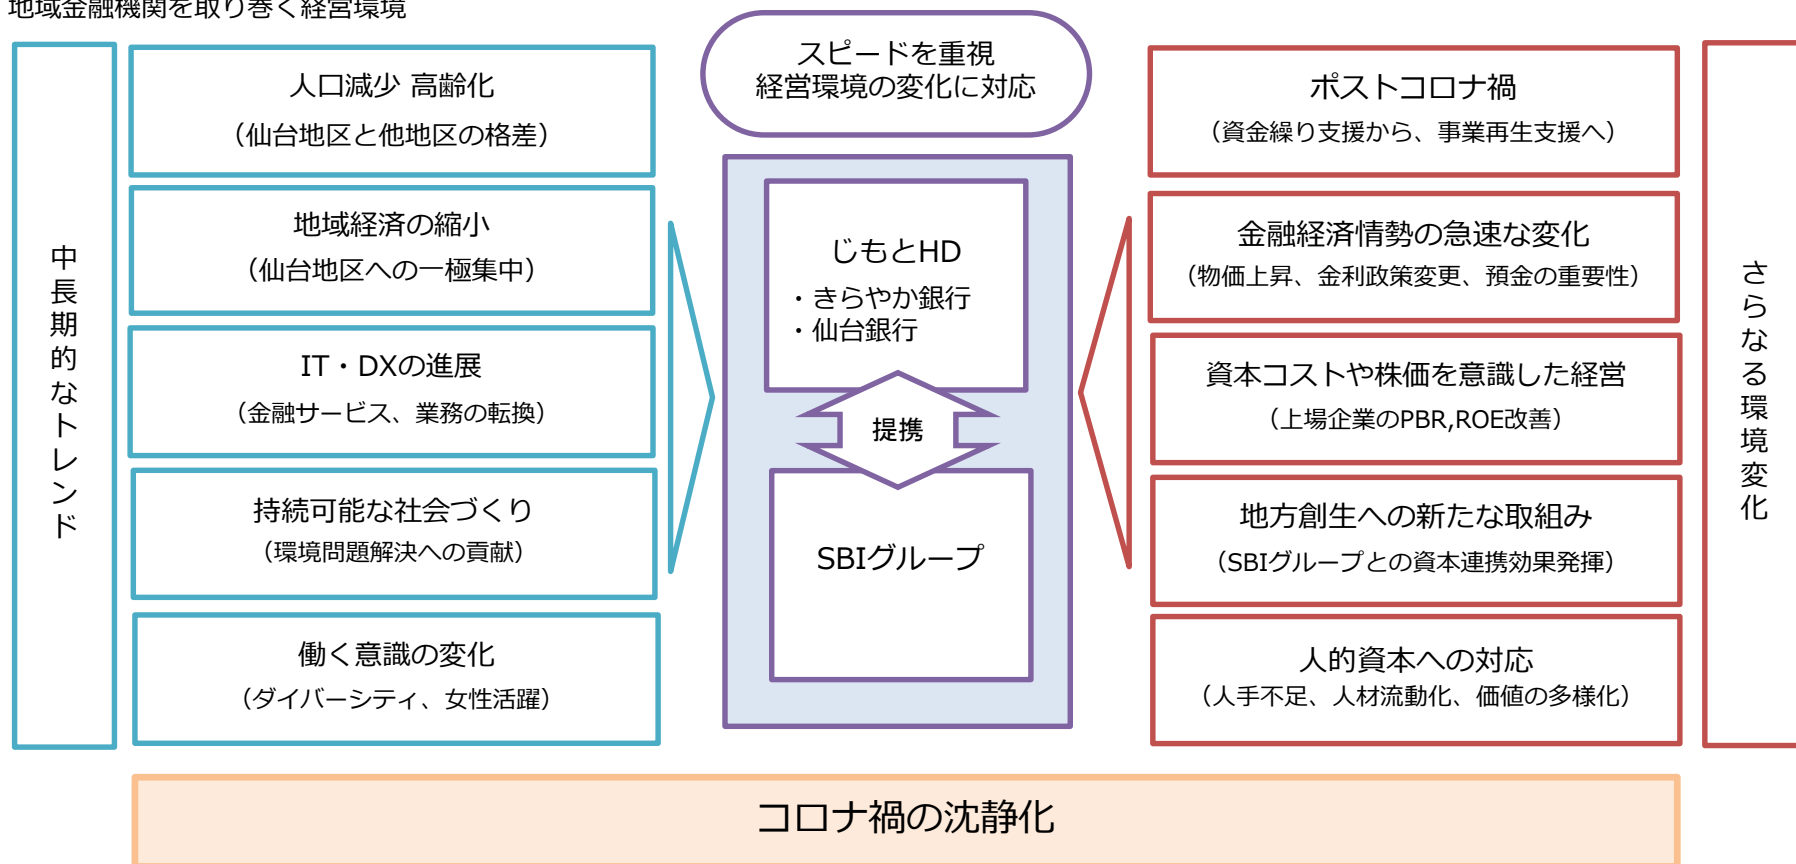 地域金融機関を取り巻く経営環境
中長期的なトレンド
人口減少 高齢化
（仙台地区と他地区の格差）
地域経済の縮小
（仙台地区への一極集中）
IT・DXの進展
（金融サービス、業務の転換）
持続可能な社会づくり
（環境問題解決への貢献）
働く意識の変化
（ダイバーシティ、女性活躍）
スピードを重視
経営環境の変化に対応
じもとHD
・きらやか銀行
・仙台銀行
提携
SBIグループ
ポストコロナ禍
（資金繰り支援から、事業再生支援へ）
金融経済情勢の急速な変化
（物価上昇、金利政策変更、預金の重要性）
資本コストや株価を意識した経営
（上場企業のPBR,ROE改善）
地方創生への新たな取組み
（SBIグループとの資本連携効果発揮）
人的資本への対応
（人手不足、人材流動化、価値の多様化）
さらなる環境変化
コロナ禍の沈静化